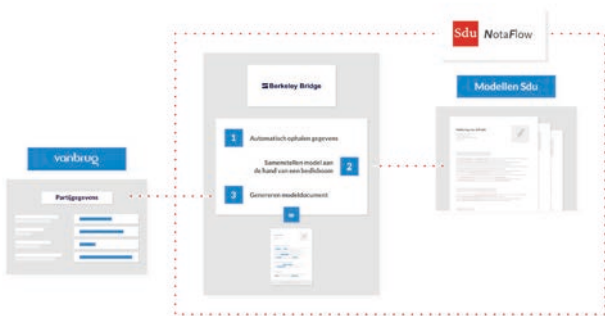 Sdu NotaFlow
Berkeley Bridge
Modellen Sdu
1 Automatisch ophalen gegevens
vanbrug
Samenstellen model aan
de hand van een beslisboom
2
Partijgegevens
3 Genereren modeldocument